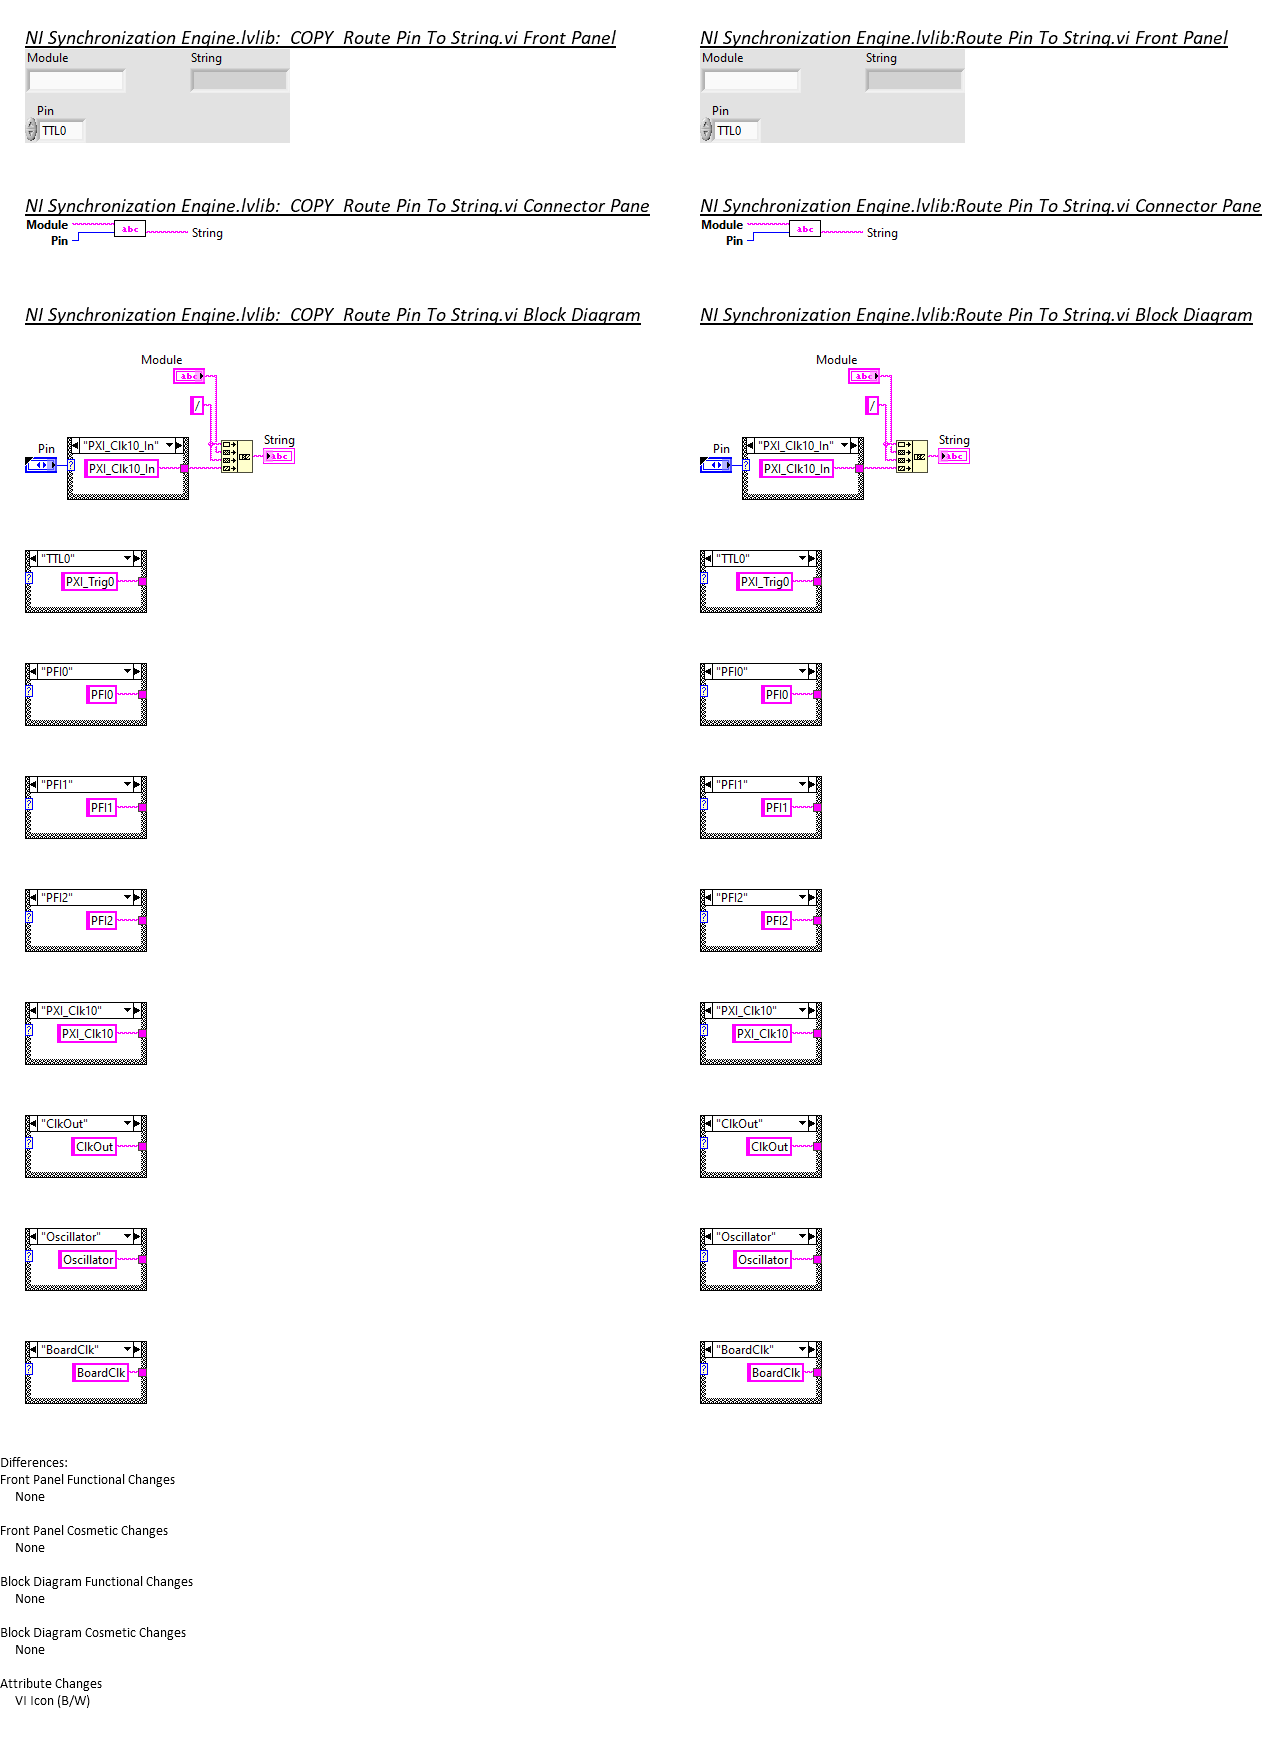 NI Synchronization Engine.lvlib:_COPY_Route Pin To String.vi Front Panel
Module
String
Pin
TTL0
NI Synchronization Engine.lvlib:_COPY_Route Pin To String.vi Connector Pane
Module
Pin
abc
String
NI Synchronization Engine.lvlib:_COPY_Route Pin To String.vi Block Diagram
Module
abc
/
Pin
"PXI_Clk10_In"
?
PXI_Clk10_In
String
abc
"TTL0"
?
PXI_Trig0
"PFI0"
?
PFI0
"PFI1"
?
PFI1
"PFI2"
?
PFI2
"PXI_Clk10"
?
PXI_Clk10
"ClkOut"
?
ClkOut
"Oscillator"
?
Oscillator
"BoardClk"
?
BoardClk
NI Synchronization Engine.lvlib:Route Pin To String.vi Front Panel
Module
String
Pin
TTL0
NI Synchronization Engine.lvlib:Route Pin To String.vi Connector Pane
Module
Pin
abc
String
NI Synchronization Engine.lvlib:Route Pin To String.vi Block Diagram
Module
abc
/
Pin
"PXI_Clk10_In"
?
PXI_Clk10_In
String
abc
"TTL0"
?
PXI_Trig0
"PFI0"
?
PFI0
"PFI1"
?
PFI1
"PFI2"
?
PFI2
"PXI_Clk10"
?
PXI_Clk10
"ClkOut"
?
ClkOut
"Oscillator"
?
Oscillator
"BoardClk"
?
BoardClk
Differences:
Front Panel Functional Changes
None
Front Panel Cosmetic Changes
None
Block Diagram Functional Changes
None
Block Diagram Cosmetic Changes
None
Attribute Changes
VI Icon (B/W)